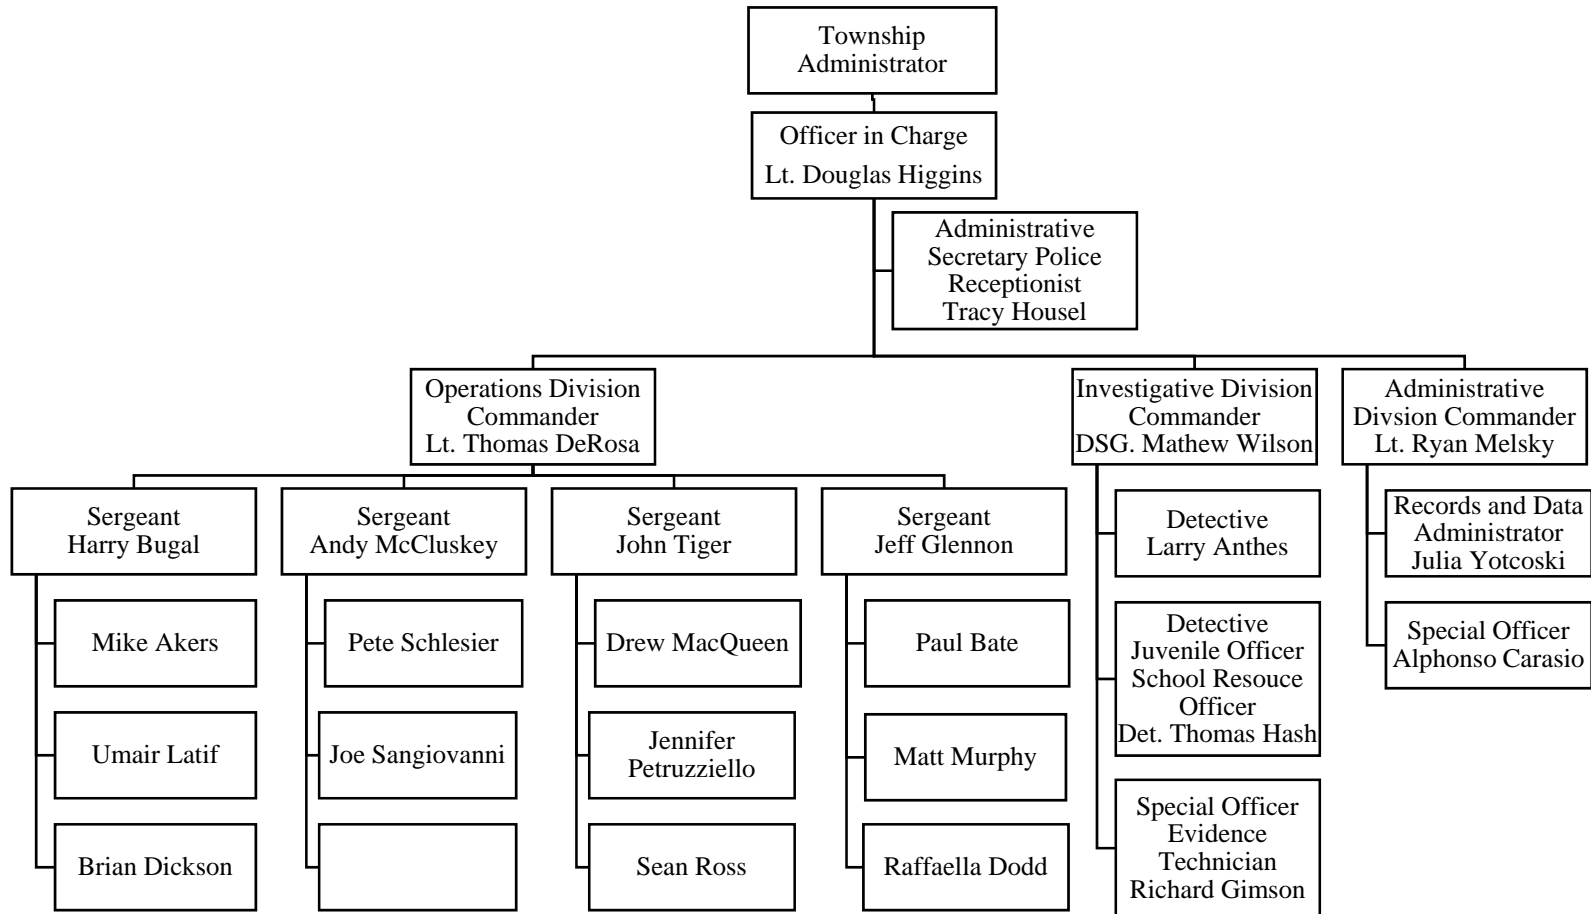 Township
Administrator
Officer in Charge
Lt. Douglas Higgins
Administrative
Secretary Police
Receptionist
Tracy Housel
Operations Division
Commander
Lt. Thomas DeRosa
Investigative Division
Commander
DSG. Mathew Wilson
Administrative
Divsion Commander
Lt. Ryan Melsky
Sergeant
Harry Bugal
Mike Akers
Umair Latif
Brian Dickson
Sergeant
Andy McCluskey
Pete Schlesier
Joe Sangiovanni
Sergeant
John Tiger
Drew MacQueen
Jennifer
Petruzziello
Sean Ross
Sergeant
Jeff Glennon
Paul Bate
Matt Murphy
Raffaella Dodd
Detective
Larry Anthes
Detective
Juvenile Officer
School Resouce
Officer
Det. Thomas Hash
Special Officer
Evidence
Technician
Richard Gimson
Records and Data
Administrator
Julia Yotcoski
Special Officer
Alphonso Carasio